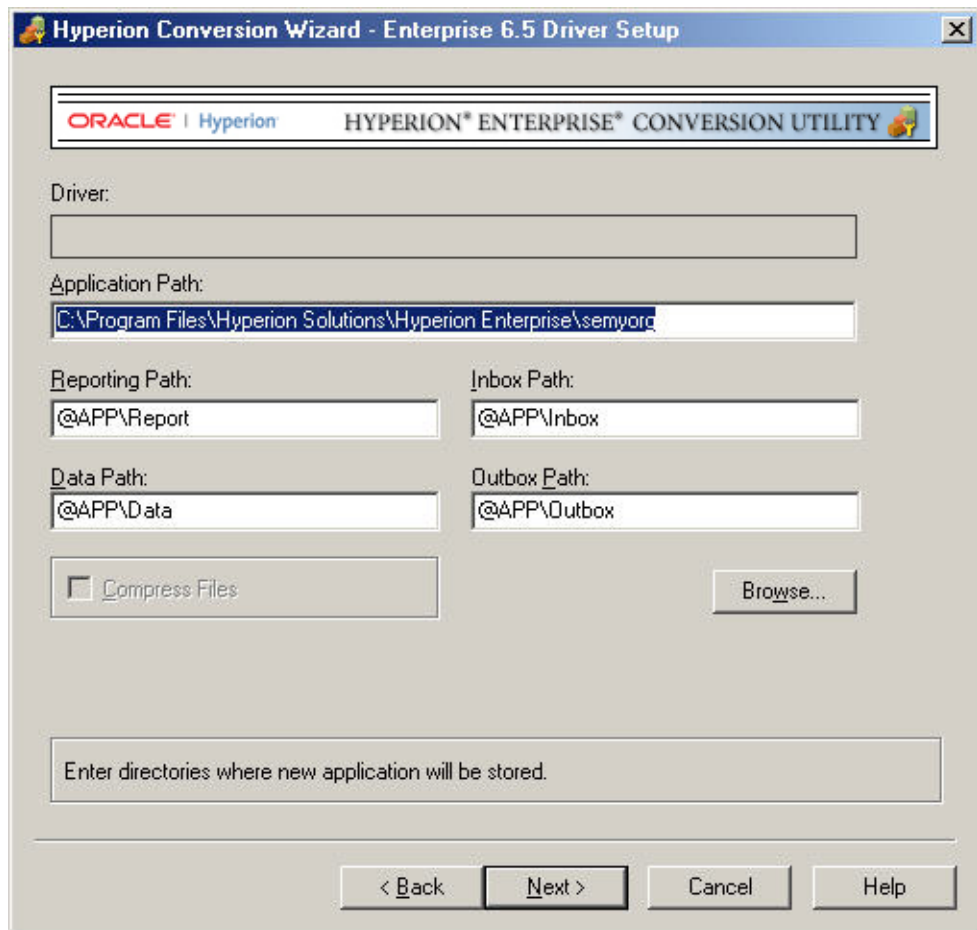 Hyperion Conversion Wizard - Enterprise 6.5 Driver Setup
ORACLE® | Hyperion® HYPERION® ENTERPRISE® CONVERSION UTILITY
Driver:
Application Path:
C:\Program Files\Hyperion Solutions\Hyperion Enterprise\semyorg
Reporting Path: Inbox Path:
@APP\Report @APP\Inbox
Data Path: Outbox Path:
@APP\Data @APP\Outbox
Compress Files Browse...
Enter directories where new application will be stored.
< Back Next > Cancel Help